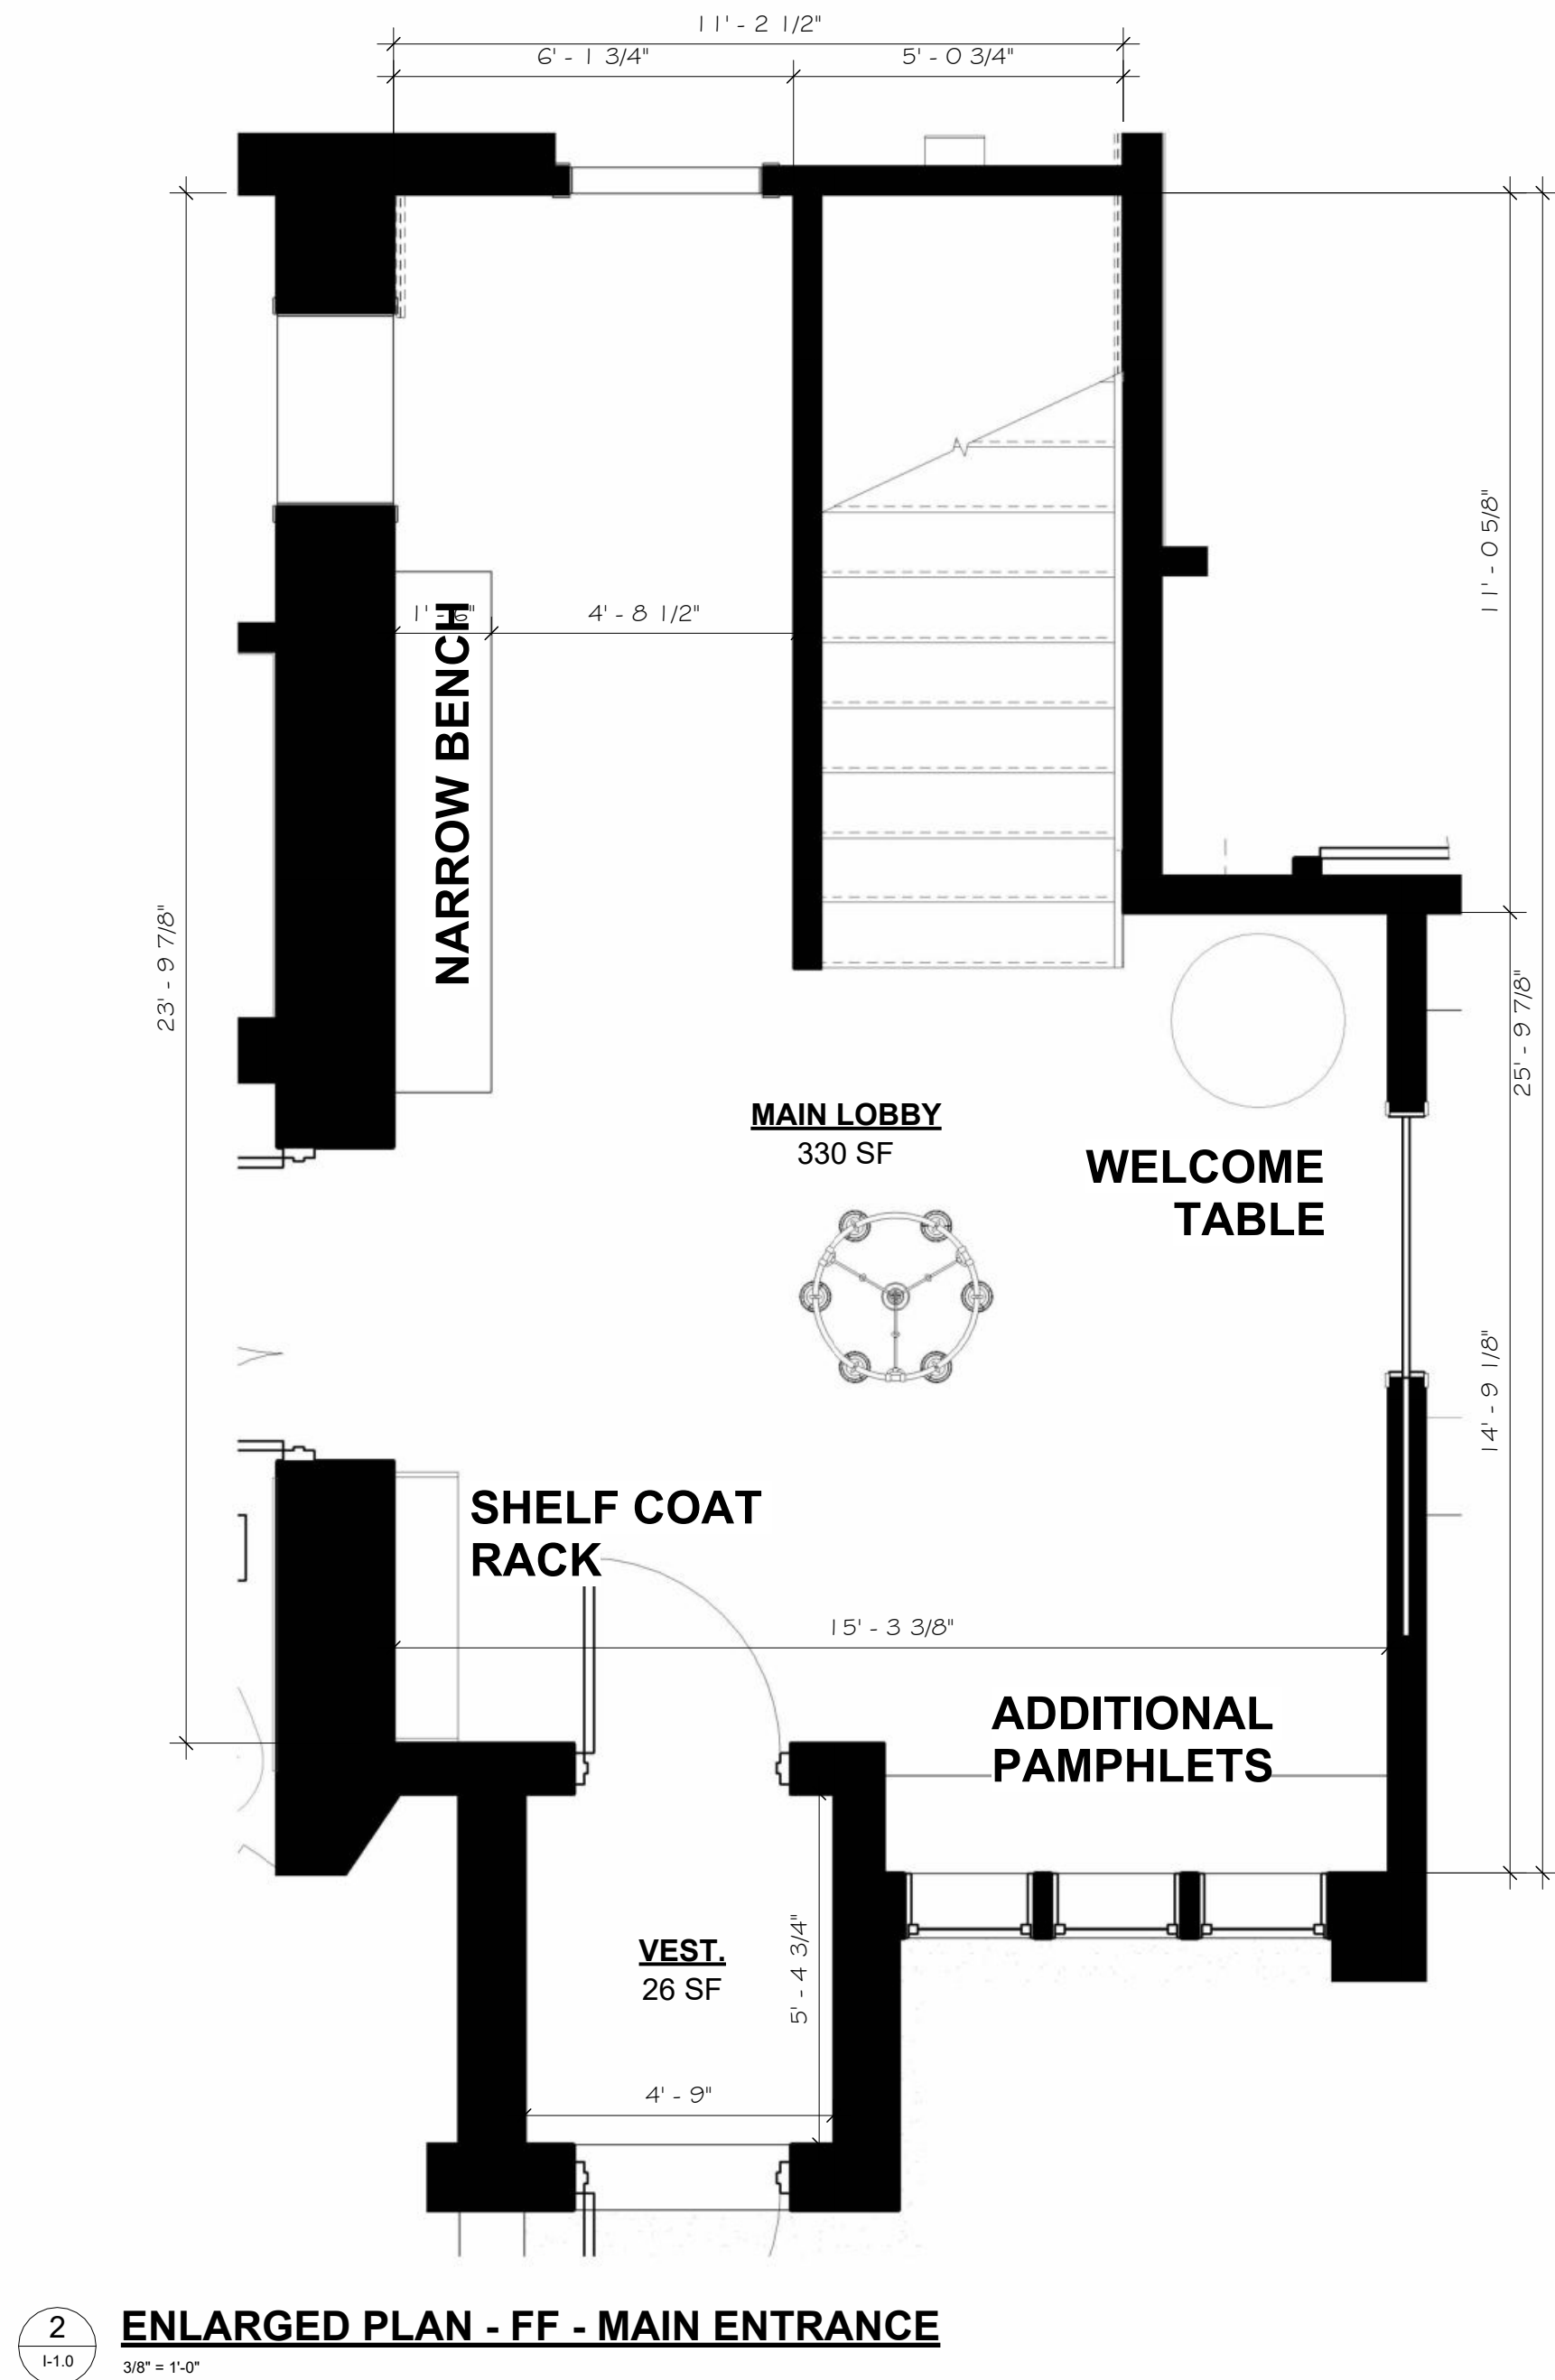 11' - 2 1/2"
6' - 1 3/4"
5' - 0 3/4"
11' - 0 5/8"
1' - 6"
4' - 8 1/2"
NARROW BENCH
23' - 9 7/8"
25' - 9 7/8"
MAIN LOBBY
330 SF
WELCOME
TABLE
14' - 9 1/8"
SHELF COAT
RACK
15' - 3 3/8"
ADDITIONAL
PAMPHLETS
VEST.
26 SF
5' - 4 3/4"
4' - 9"
2
I-1.0
ENLARGED PLAN - FF - MAIN ENTRANCE
3/8" = 1'-0"